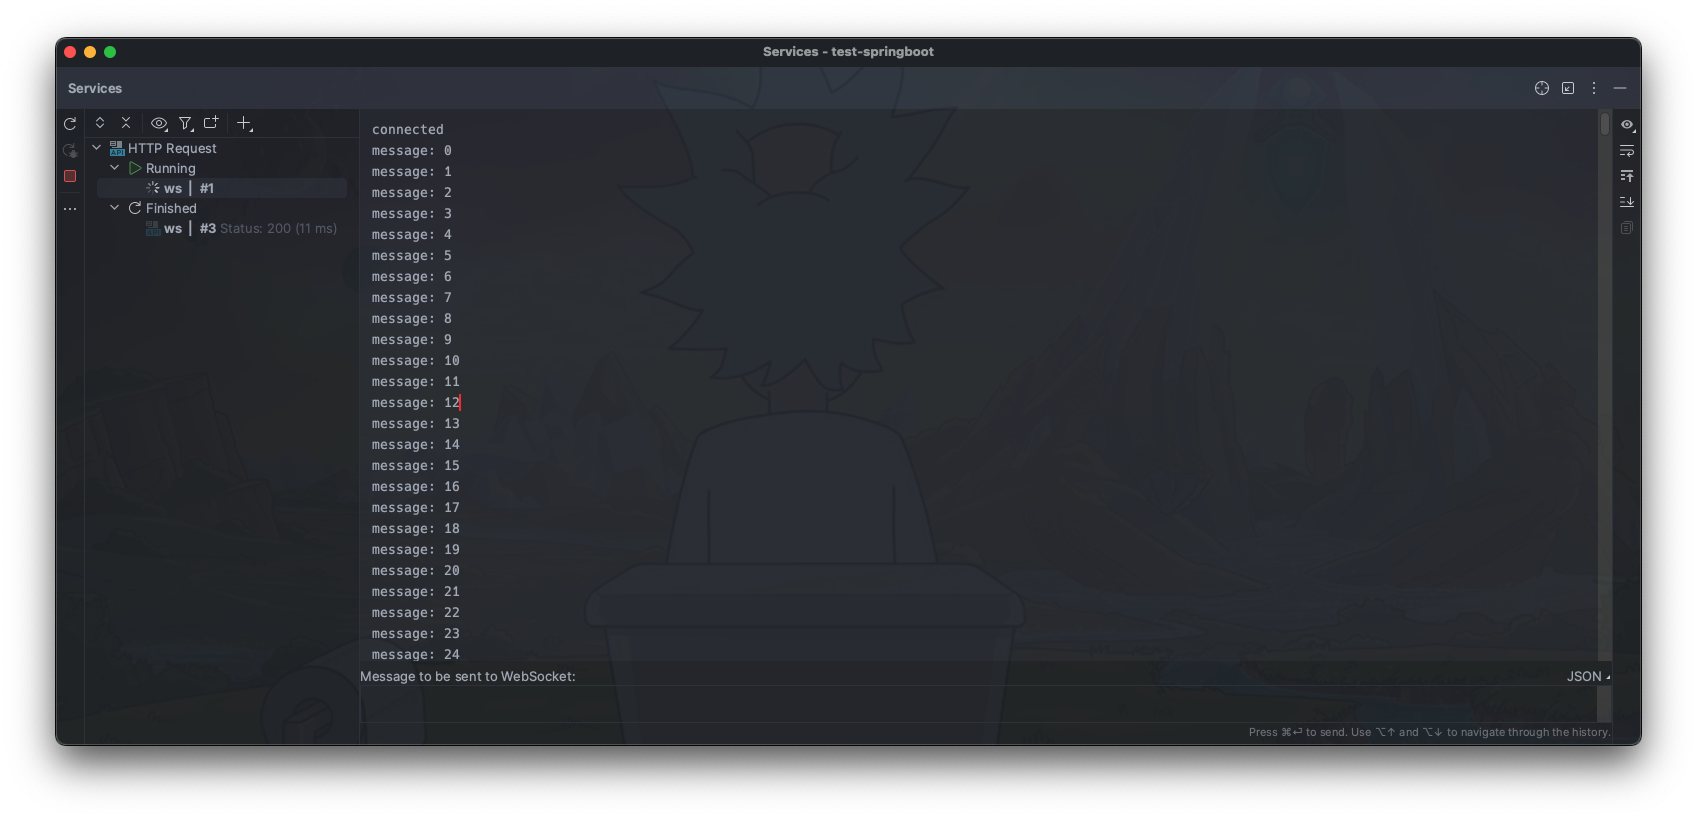 Services - test-springboot
Services
HTTP Request
Running
ws | #1
Finished
ws | #3 Status: 200 (11 ms)
connected
message: 0
message: 1
message: 2
message: 3
message: 4
message: 5
message: 6
message: 7
message: 8
message: 9
message: 10
message: 11
message: 12
message: 13
message: 14
message: 15
message: 16
message: 17
message: 18
message: 19
message: 20
message: 21
message: 22
message: 23
message: 24
Message to be sent to WebSocket:
JSON
Press ⌘⏎ to send. Use ⌥↑ and ⌥↓ to navigate through the history.